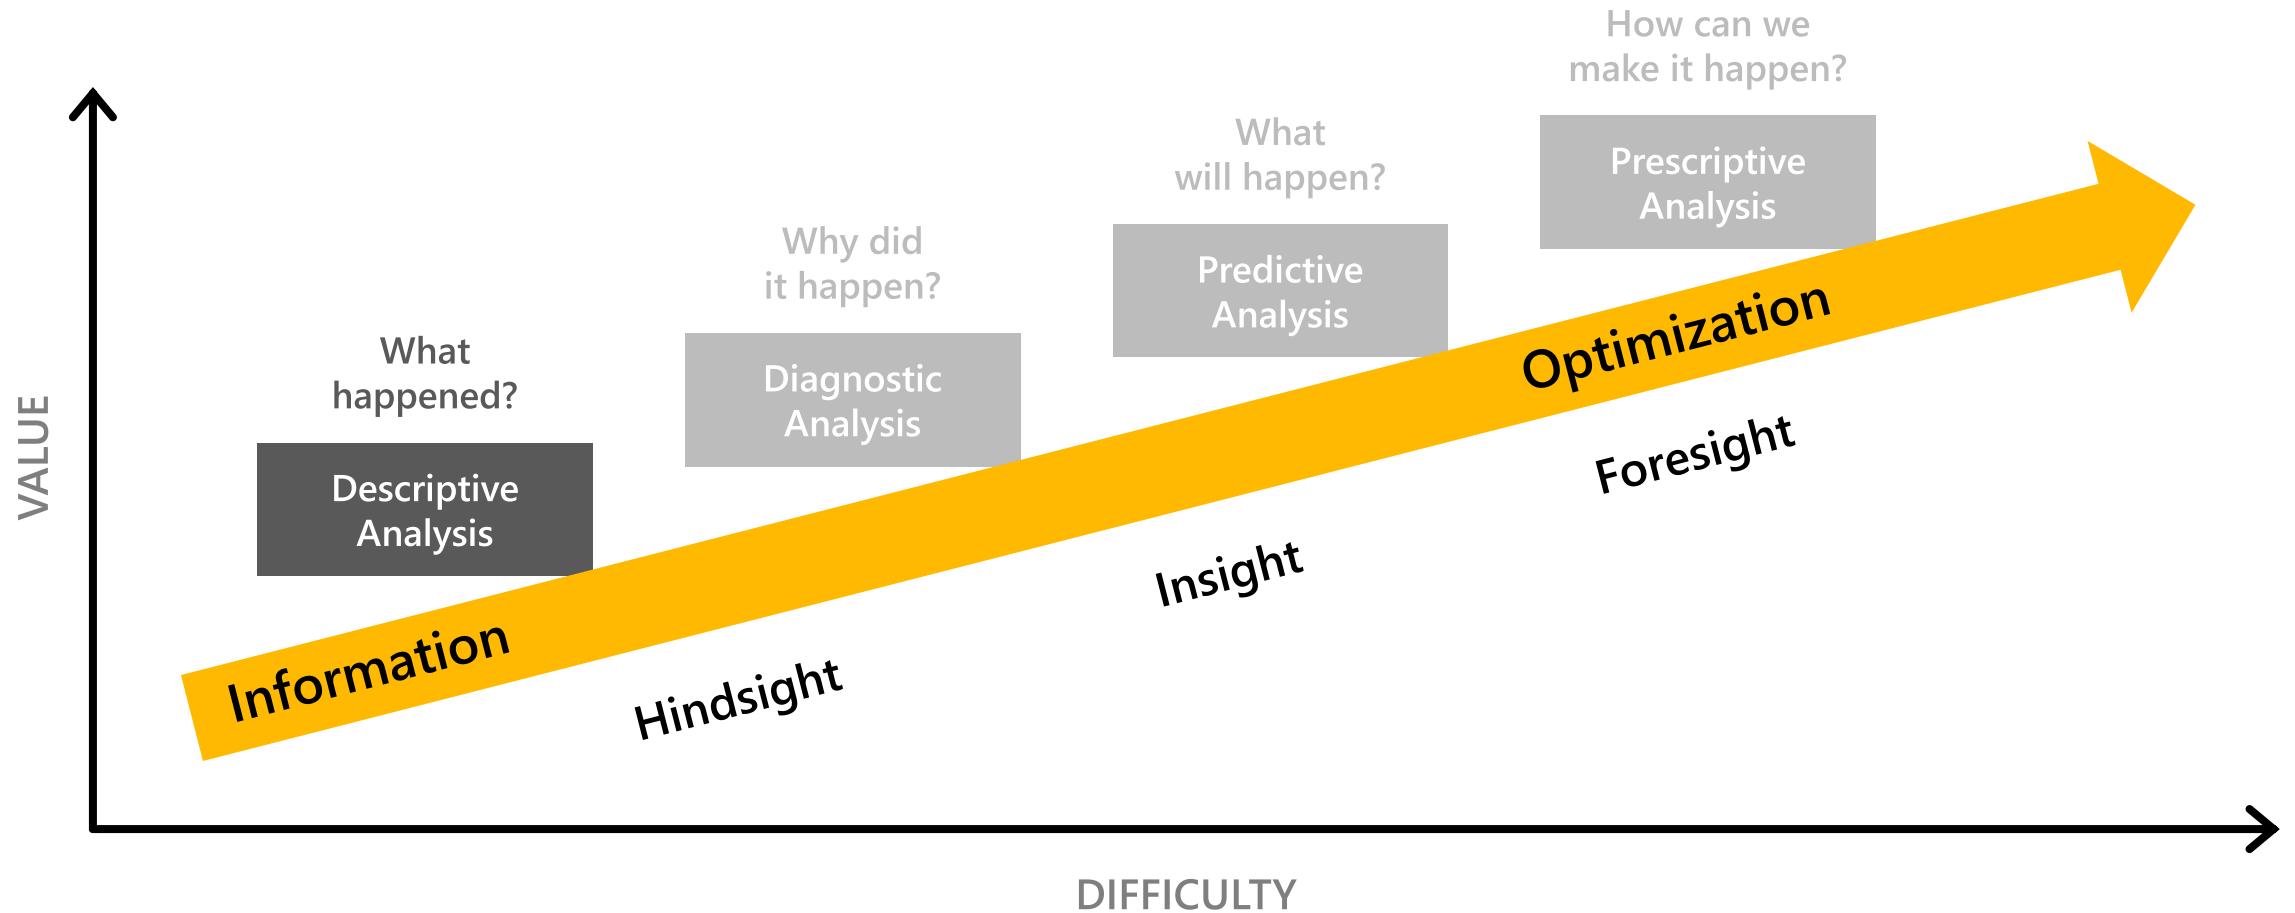 How can we
make it happen?
Prescriptive
Analysis
What
will happen?
Predictive
Analysis
Why did
it happen?
Diagnostic
Analysis
What
happened?
Descriptive
Analysis
Information
Optimization
Hindsight
Insight
Foresight
VALUE
DIFFICULTY